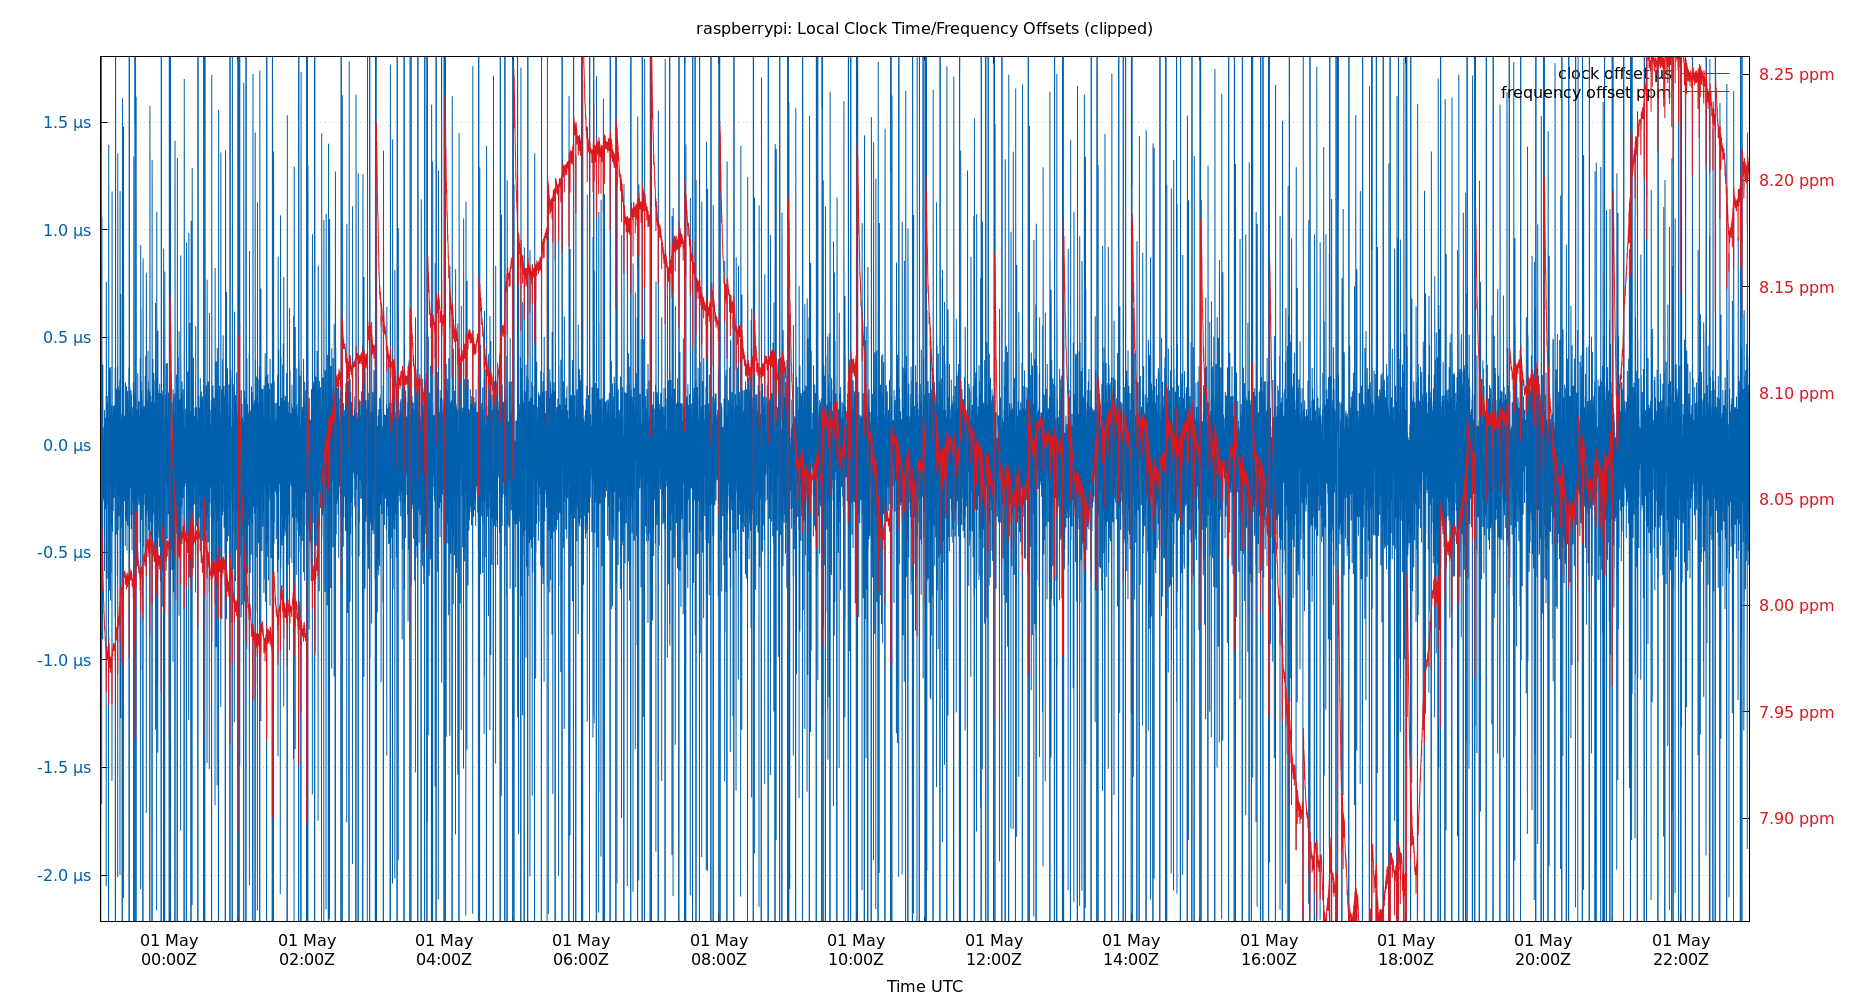 raspberrypi: Local Clock Time/Frequency Offsets (clipped)
clock offset µs
frequency offset ppm
1.5 µs
1.0 µs
0.5 µs
0.0 µs
-0.5 µs
-1.0 µs
-1.5 µs
-2.0 µs
8.25 ppm
8.20 ppm
8.15 ppm
8.10 ppm
8.05 ppm
8.00 ppm
7.95 ppm
7.90 ppm
01 May 01 May 01 May 01 May 01 May 01 May 01 May 01 May 01 May 01 May 01 May 01 May
00:00Z 02:00Z 04:00Z 06:00Z 08:00Z 10:00Z 12:00Z 14:00Z 16:00Z 18:00Z 20:00Z 22:00Z
Time UTC